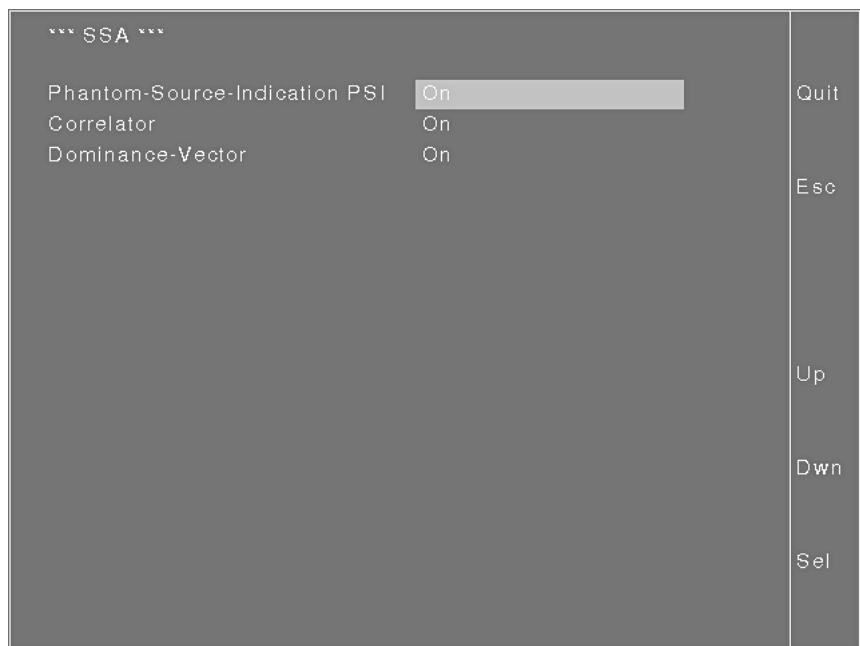 *** SSA ***
Phantom-Source-Indication PSI On
Correlator On
Dominance-Vector On
Quit
Esc
Up
Dwn
Sel